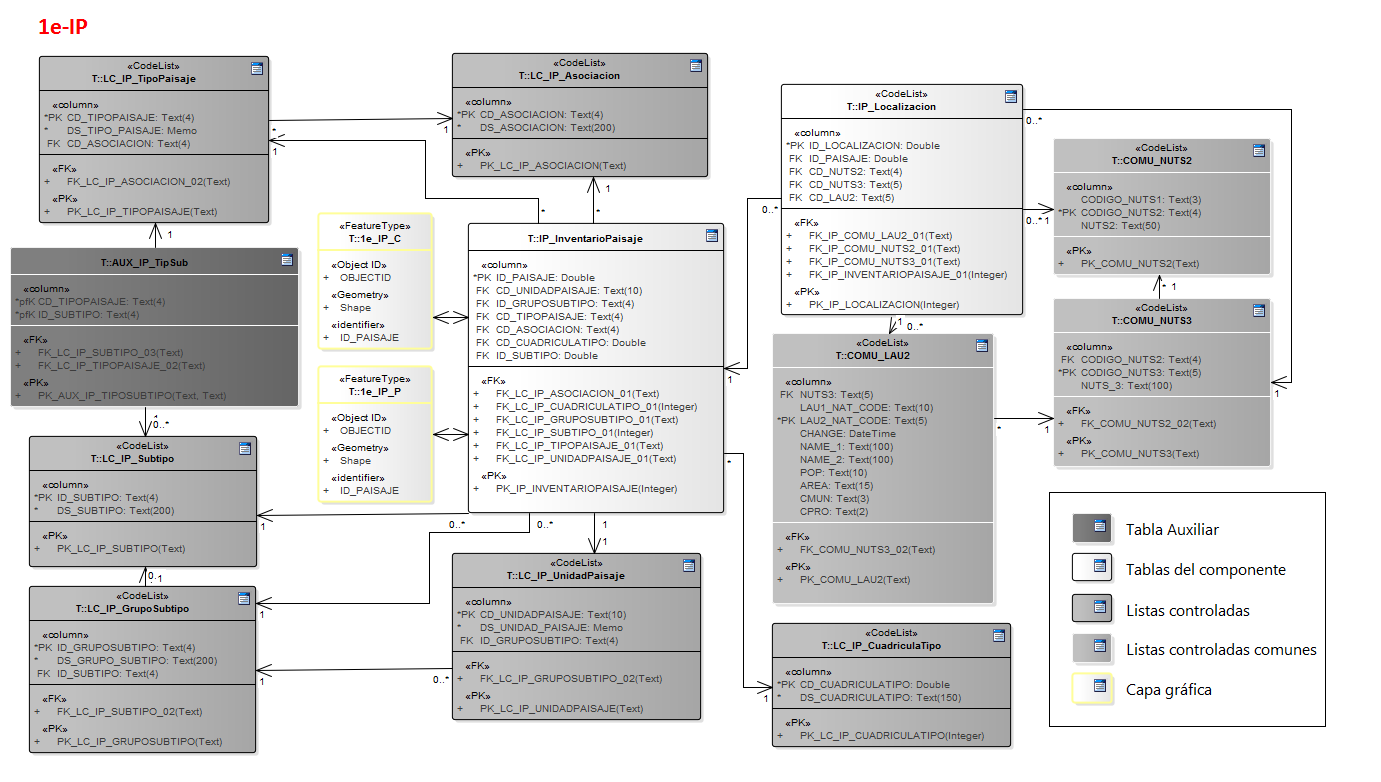 1e-IP
«CodeList»
T::LC_IP_TipoPaisaje
«column»
*PK CD_TIPOPAISAJE: Text(4)
* DS_TIPO_PAISAJE: Memo
FK CD_ASOCIACION: Text(4)
«FK»
+ FK_LC_IP_ASOCIACION_02(Text)
«PK»
+ PK_LC_IP_TIPOPAISAJE(Text)
«CodeList»
T::LC_IP_Asociacion
«column»
*PK CD_ASOCIACION: Text(4)
* DS_ASOCIACION: Text(200)
«PK»
+ PK_LC_IP_ASOCIACION(Text)
«CodeList»
T::IP_Localizacion
«column»
*PK ID_LOCALIZACION: Double
FK ID_PAISAJE: Double
FK CD_NUTS2: Text(4)
FK CD_NUTS3: Text(5)
FK CD_LAU2: Text(5)
«FK»
+ FK_IP_COMU_LAU2_01(Text)
+ FK_IP_COMU_NUTS2_01(Text)
+ FK_IP_COMU_NUTS3_01(Text)
+ FK_IP_INVENTARIOPAISAJE_01(Integer)
«PK»
+ PK_IP_LOCALIZACION(Integer)
«CodeList»
T::COMU_NUTS2
«column»
CODIGO_NUTS1: Text(3)
*PK CODIGO_NUTS2: Text(4)
NUTS2: Text(50)
«PK»
+ PK_COMU_NUTS2(Text)
T::AUX_IP_TipSub
«column»
*pfK CD_TIPOPAISAJE: Text(4)
*pfK ID_SUBTIPO: Text(4)
«FK»
+ FK_LC_IP_SUBTIPO_03(Text)
+ FK_LC_IP_TIPOPAISAJE_02(Text)
«PK»
+ PK_AUX_IP_TIPOSUBTIPO(Text, Text)
«FeatureType»
T::1e_IP_C
«Object ID»
+ OBJECTID
«Geometry»
+ Shape
«identifier»
+ ID_PAISAJE
«FeatureType»
T::1e_IP_P
«Object ID»
+ OBJECTID
«Geometry»
+ Shape
«identifier»
+ ID_PAISAJE
T::IP_InventarioPaisaje
«column»
*PK ID_PAISAJE: Double
FK CD_UNIDADPAISAJE: Text(10)
FK ID_GRUPOSUBTIPO: Text(4)
FK CD_TIPOPAISAJE: Text(4)
FK CD_ASOCIACION: Text(4)
FK CD_CUADRICULATIPO: Double
FK ID_SUBTIPO: Double
«FK»
+ FK_LC_IP_ASOCIACION_01(Text)
+ FK_LC_IP_CUADRICULATIPO_01(Integer)
+ FK_LC_IP_GRUPOSUBTIPO_01(Text)
+ FK_LC_IP_SUBTIPO_01(Integer)
+ FK_LC_IP_TIPOPAISAJE_01(Text)
+ FK_LC_IP_UNIDADPAISAJE_01(Text)
«PK»
+ PK_IP_INVENTARIOPAISAJE(Integer)
«CodeList»
T::COMU_NUTS3
«column»
FK CODIGO_NUTS2: Text(4)
*PK CODIGO_NUTS3: Text(5)
NUTS_3: Text(100)
«FK»
+ FK_COMU_NUTS2_02(Text)
«PK»
+ PK_COMU_NUTS3(Text)
«CodeList»
T::COMU_LAU2
«column»
FK NUTS3: Text(5)
LAU1_NAT_CODE: Text(10)
*PK LAU2_NAT_CODE: Text(5)
CHANGE: DateTime
NAME_1: Text(100)
NAME_2: Text(100)
POP: Text(10)
AREA: Text(15)
CMUN: Text(3)
CPRO: Text(2)
«FK»
+ FK_COMU_NUTS3_02(Text)
«PK»
+ PK_COMU_LAU2(Text)
«CodeList»
T::LC_IP_Subtipo
«column»
*PK ID_SUBTIPO: Text(4)
* DS_SUBTIPO: Text(200)
«PK»
+ PK_LC_IP_SUBTIPO(Text)
«CodeList»
T::LC_IP_GrupoSubtipo
«column»
*PK ID_GRUPOSUBTIPO: Text(4)
* DS_GRUPO_SUBTIPO: Text(200)
FK ID_SUBTIPO: Text(4)
«FK»
+ FK_LC_IP_SUBTIPO_02(Text)
«PK»
+ PK_LC_IP_GRUPOSUBTIPO(Text)
«CodeList»
T::LC_IP_UnidadPaisaje
«column»
*PK CD_UNIDADPAISAJE: Text(10)
* DS_UNIDAD_PAISAJE: Memo
FK ID_GRUPOSUBTIPO: Text(4)
«FK»
+ FK_LC_IP_GRUPOSUBTIPO_02(Text)
«PK»
+ PK_LC_IP_UNIDADPAISAJE(Text)
«CodeList»
T::LC_IP_CuadriculaTipo
«column»
*PK CD_CUADRICULATIPO: Double
* DS_CUADRICULATIPO: Text(150)
«PK»
+ PK_LC_IP_CUADRICULATIPO(Integer)
* 1
1
* *
1
1
* 0..*
0..* 1
0..* 1
0..*
1
* 1
1 0..*
* 1
0..* 1
0..* 1
1
1
0..1
0..* 1
* 1
Tabla Auxiliar
Tablas del componente
Listas controladas
Listas controladas comunes
Capa gráfica